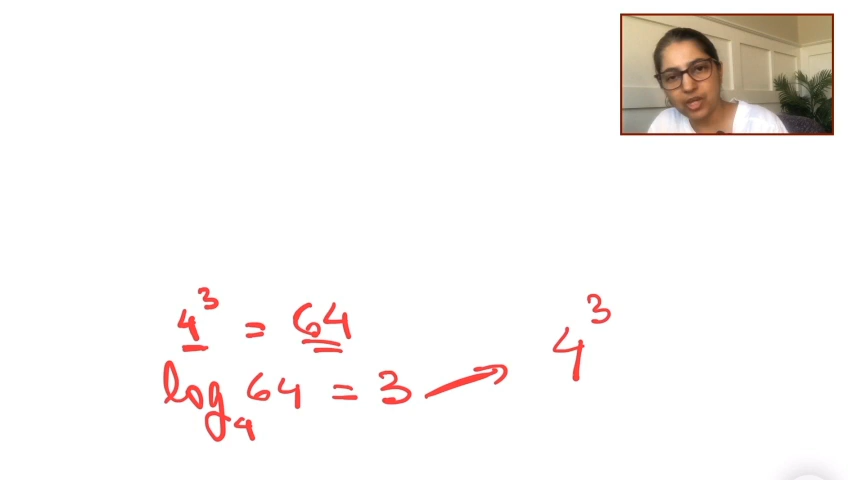 4³ = 64
log₄ 64 = 3 → 4³